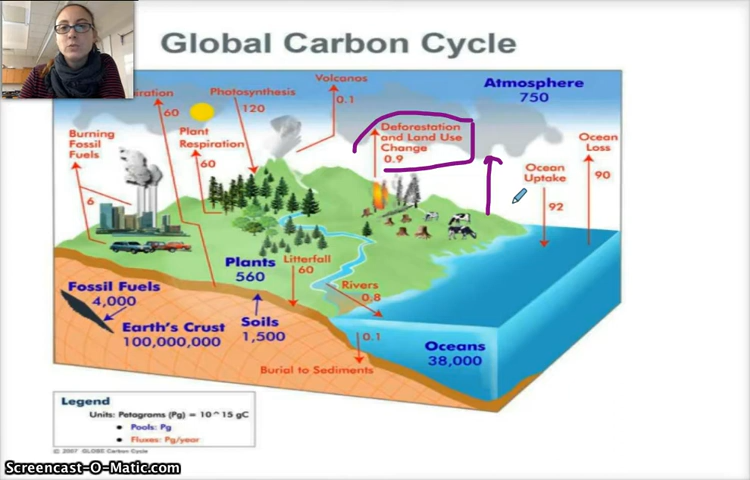 Global Carbon Cycle
Volcanos
0.1
Atmosphere
750
60
Photosynthesis
120
Burning
Fossil
Fuels
6
Plant
Respiration
60
Deforestation
and Land Use
Change
0.9
Ocean
Uptake
92
Ocean
Loss
90
Plants
560
Litterfall
60
Rivers
0.8
Fossil Fuels
4,000
Earth's Crust
100,000,000
Soils
1,500
0.1
Burial to Sediments
Oceans
38,000
Legend
Units: Petagrams (Pg) = 10^15 gC
• Pools: Pg
• Fluxes: Pg/year
© 2007 GLOBE Carbon Cycle
Screencast-O-Matic.com